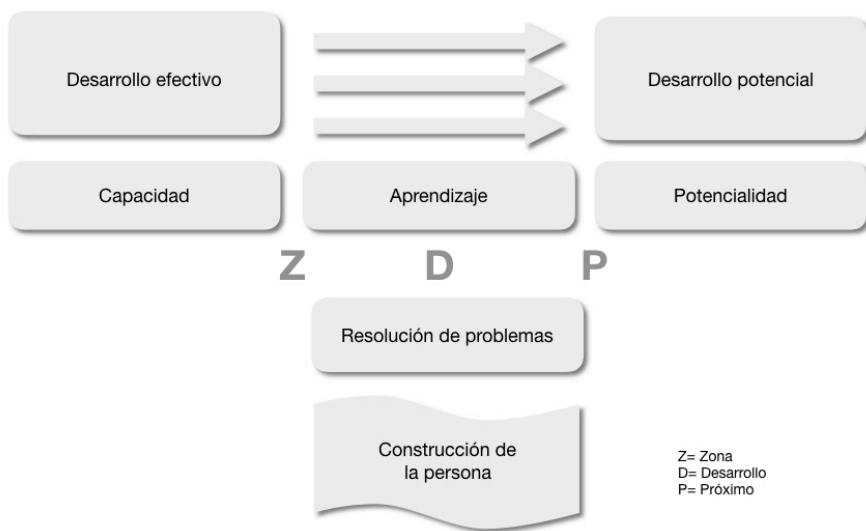 Desarrollo efectivo
Desarrollo potencial
Capacidad
Aprendizaje
Potencialidad
Z D P
Resolución de problemas
Construcción de
la persona
Z= Zona
D= Desarrollo
P= Próximo